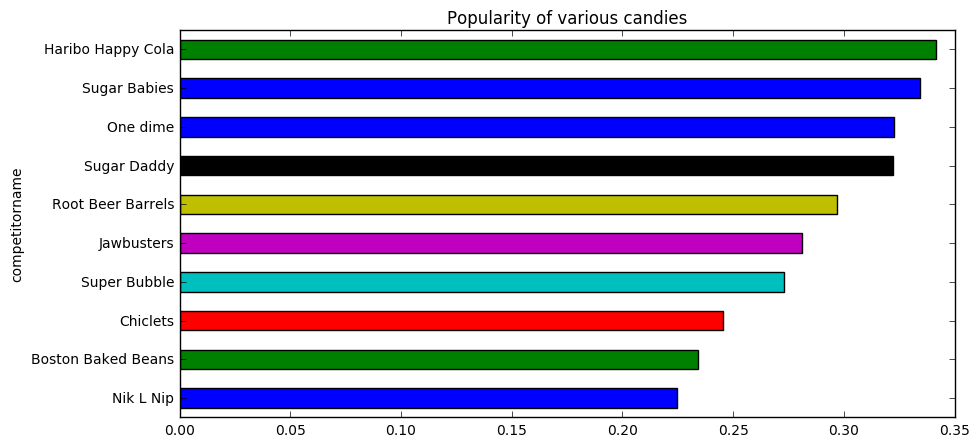 Popularity of various candies
competitorname
Haribo Happy Cola
Sugar Babies
One dime
Sugar Daddy
Root Beer Barrels
Jawbusters
Super Bubble
Chiclets
Boston Baked Beans
Nik L Nip
0.00 0.05 0.10 0.15 0.20 0.25 0.30 0.35